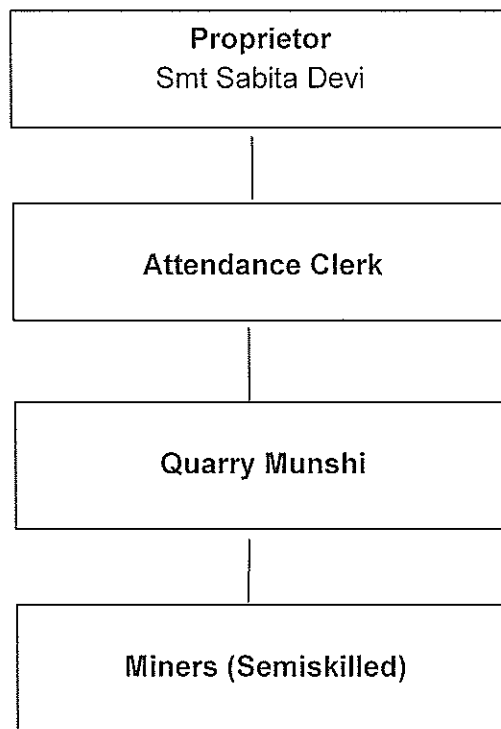 Proprietor
Smt Sabita Devi
Attendance Clerk
Quarry Munshi
Miners (Semiskilled)